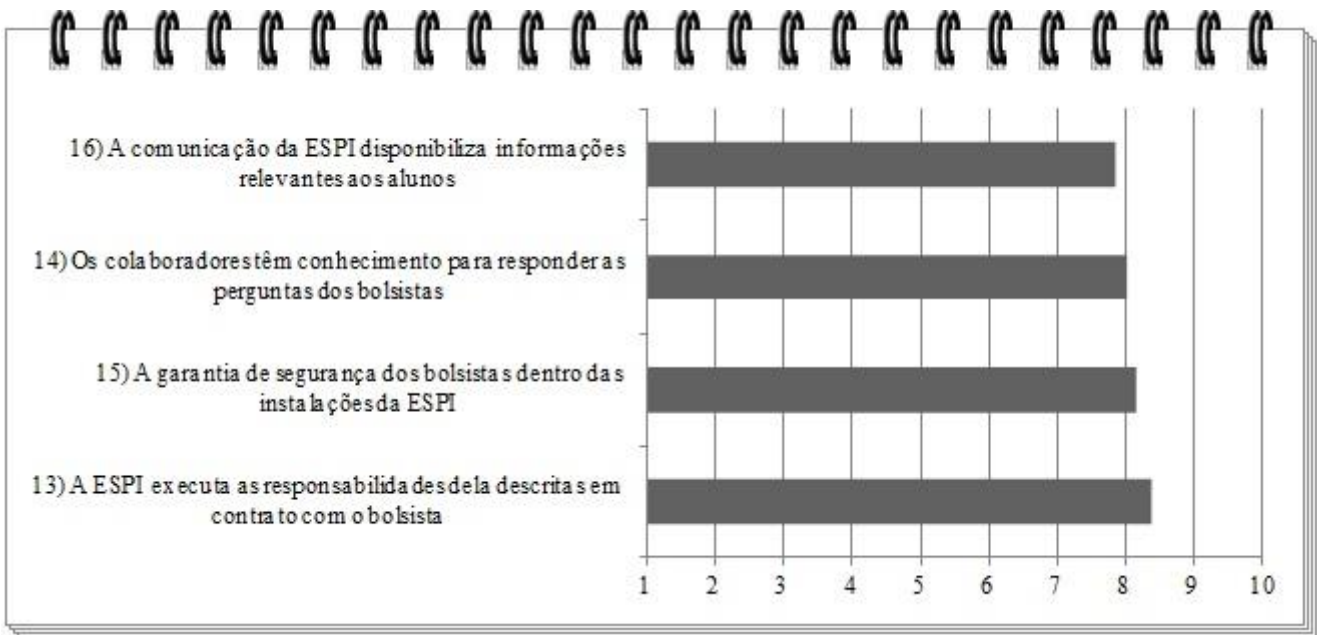 16) A comunicação da ESPI disponibiliza informações
relevantes aos alunos
14) Os colaboradores têm conhecimento para responder as
perguntas dos bolsistas
15) A garantia de segurança dos bolsistas dentro das
instalações da ESPI
13) A ESPI executa as responsabilidades dela descritas em
contrato com o bolsista
1 2 3 4 5 6 7 8 9 10